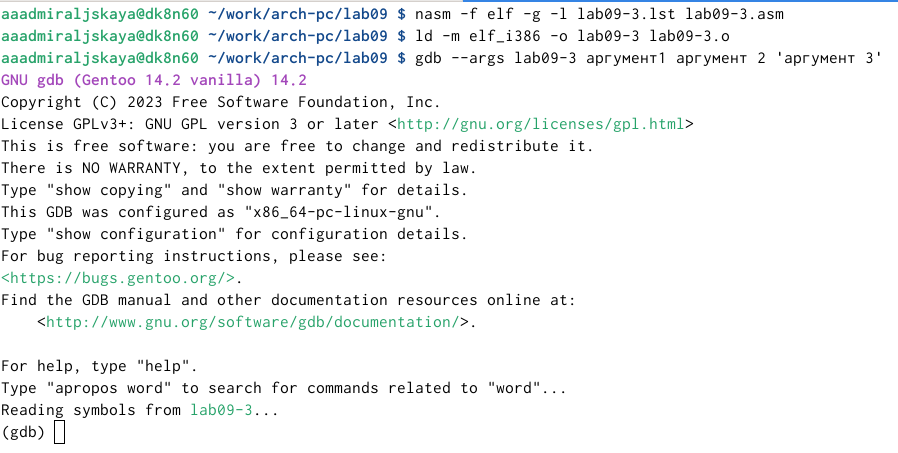 aaadmiraljskaya@dk8n60 ~/work/arch-pc/lab09 $ nasm -f elf -g -l lab09-3.lst lab09-3.asm
aaadmiraljskaya@dk8n60 ~/work/arch-pc/lab09 $ ld -m elf_i386 -o lab09-3 lab09-3.o
aaadmiraljskaya@dk8n60 ~/work/arch-pc/lab09 $ gdb --args lab09-3 аргумент1 аргумент 2 'аргумент 3'
GNU gdb (Gentoo 14.2 vanilla) 14.2
Copyright (C) 2023 Free Software Foundation, Inc.
License GPLv3+: GNU GPL version 3 or later <http://gnu.org/licenses/gpl.html>
This is free software: you are free to change and redistribute it.
There is NO WARRANTY, to the extent permitted by law.
Type "show copying" and "show warranty" for details.
This GDB was configured as "x86_64-pc-linux-gnu".
Type "show configuration" for configuration details.
For bug reporting instructions, please see:
<https://bugs.gentoo.org/>.
Find the GDB manual and other documentation resources online at:
    <http://www.gnu.org/software/gdb/documentation/>.

For help, type "help".
Type "apropos word" to search for commands related to "word"...
Reading symbols from lab09-3...
(gdb)